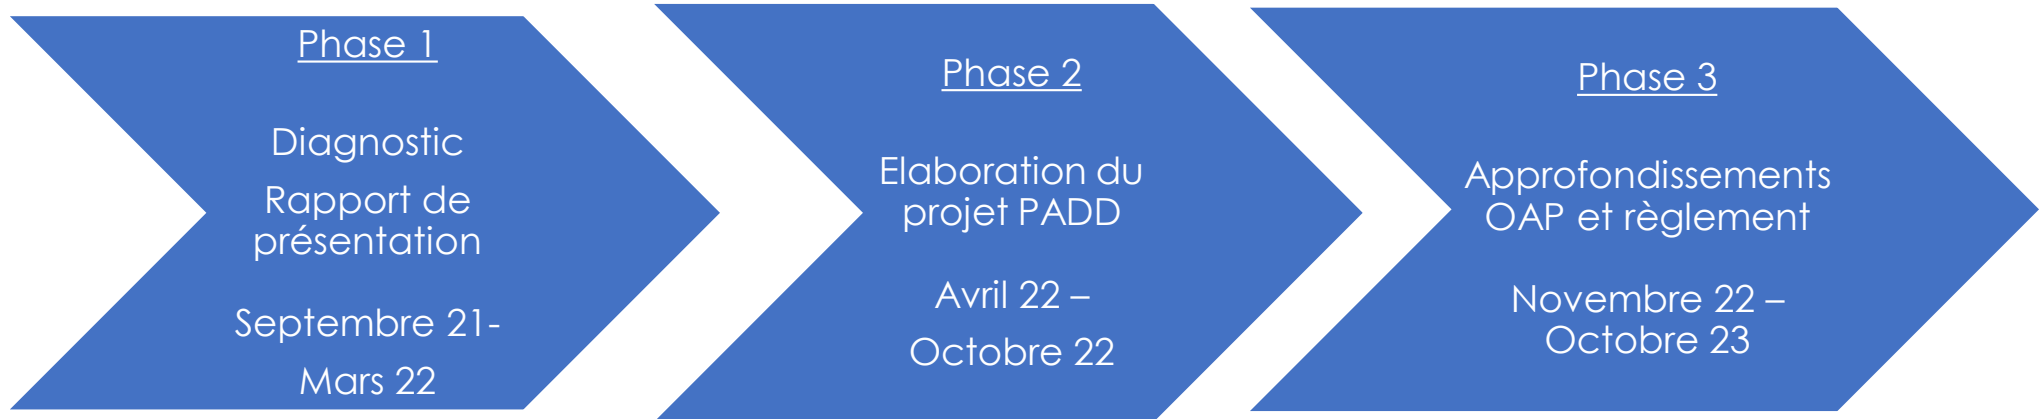 Phase 1
Diagnostic
Rapport de
présentation
Septembre 21-
Mars 22
Phase 2
Elaboration du
projet PADD
Avril 22 –
Octobre 22
Phase 3
Approfondissements
OAP et règlement
Novembre 22 –
Octobre 23